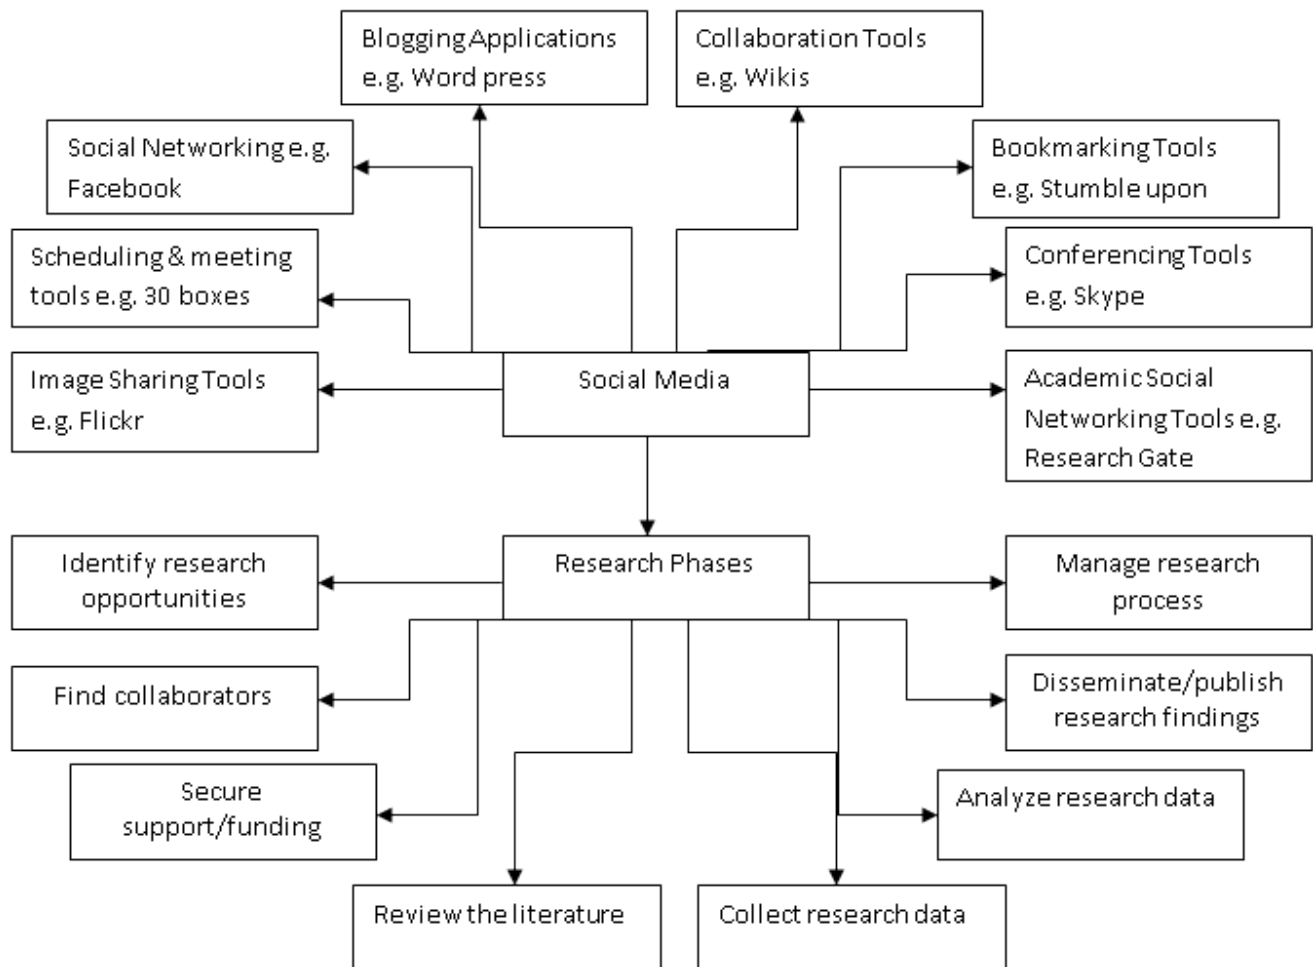 Blogging Applications
e.g. Word press
Collaboration Tools
e.g. Wikis
Social Networking e.g.
Facebook
Bookmarking Tools
e.g. Stumble upon
Scheduling & meeting
tools e.g. 30 boxes
Conferencing Tools
e.g. Skype
Image Sharing Tools
e.g. Flickr
Social Media
Academic Social
Networking Tools e.g.
Research Gate
Identify research
opportunities
Research Phases
Manage research
process
Find collaborators
Disseminate/publish
research findings
Secure
support/funding
Analyze research data
Review the literature
Collect research data